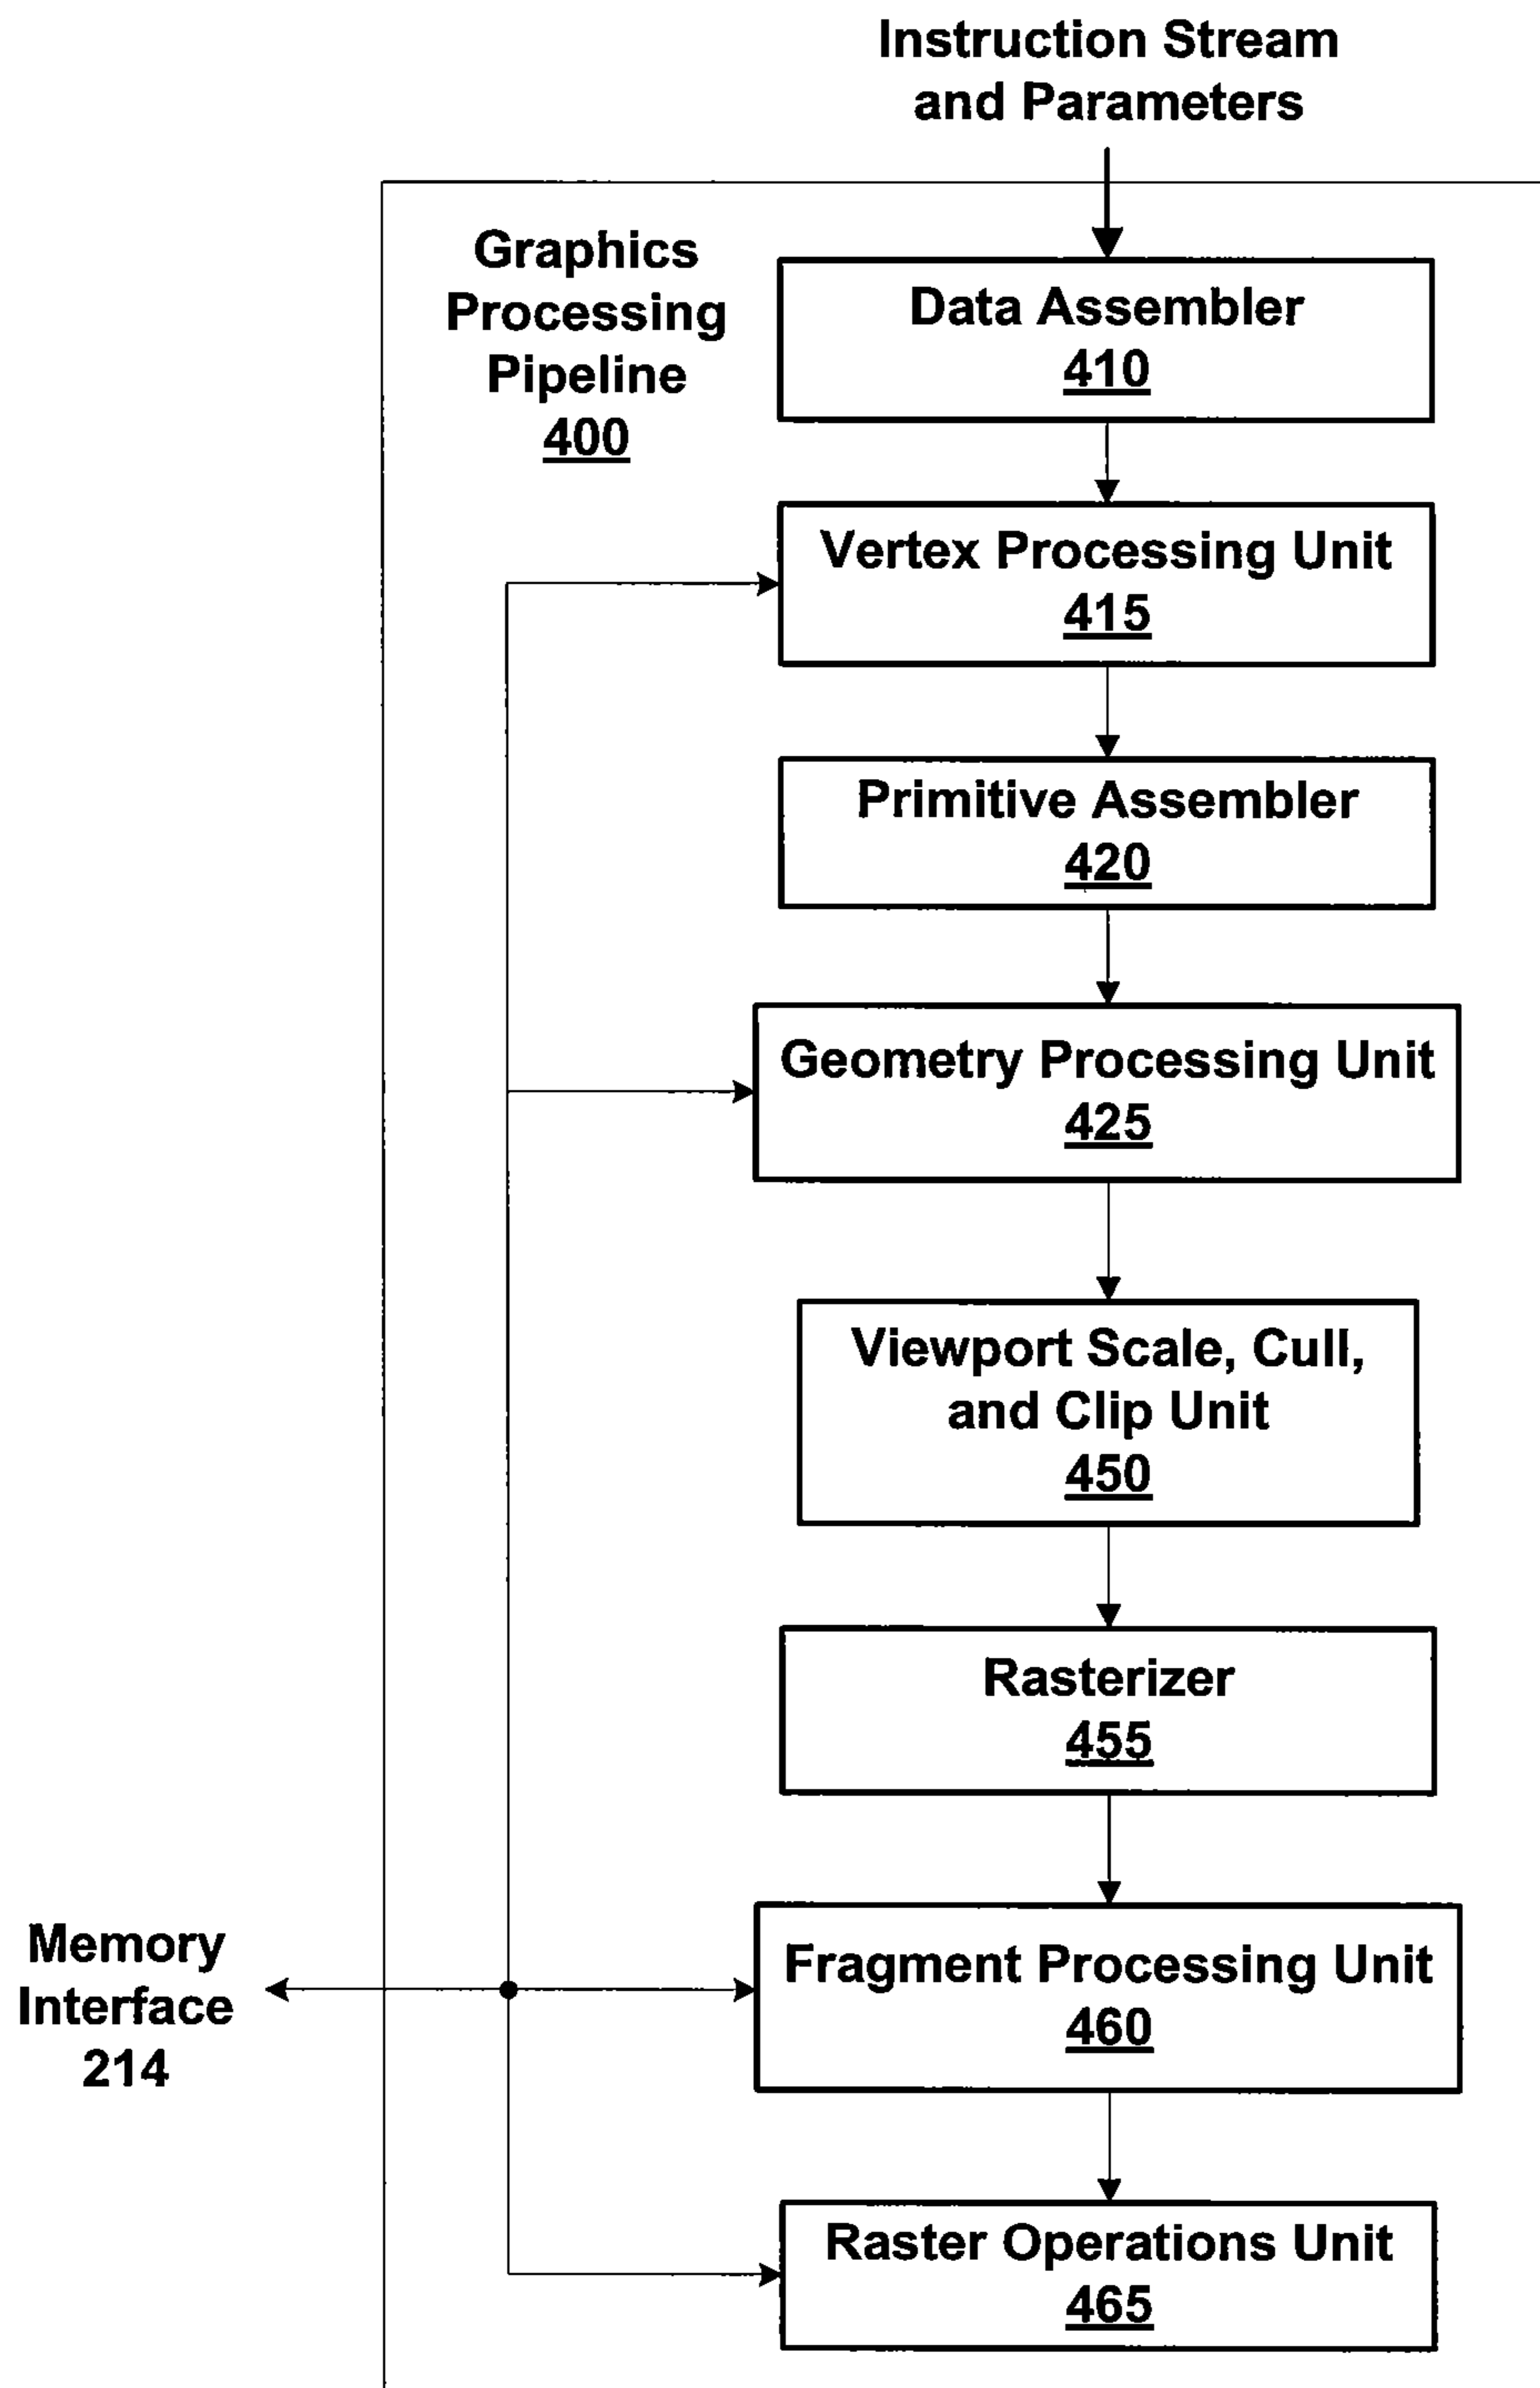 Instruction Stream
and Parameters
Graphics
Processing
Pipeline
400
Data Assembler
410
Vertex Processing Unit
415
Primitive Assembler
420
Geometry Processing Unit
425
Viewport Scale, Cull,
and Clip Unit
450
Rasterizer
455
Memory
Interface
214
Fragment Processing Unit
460
Raster Operations Unit
465